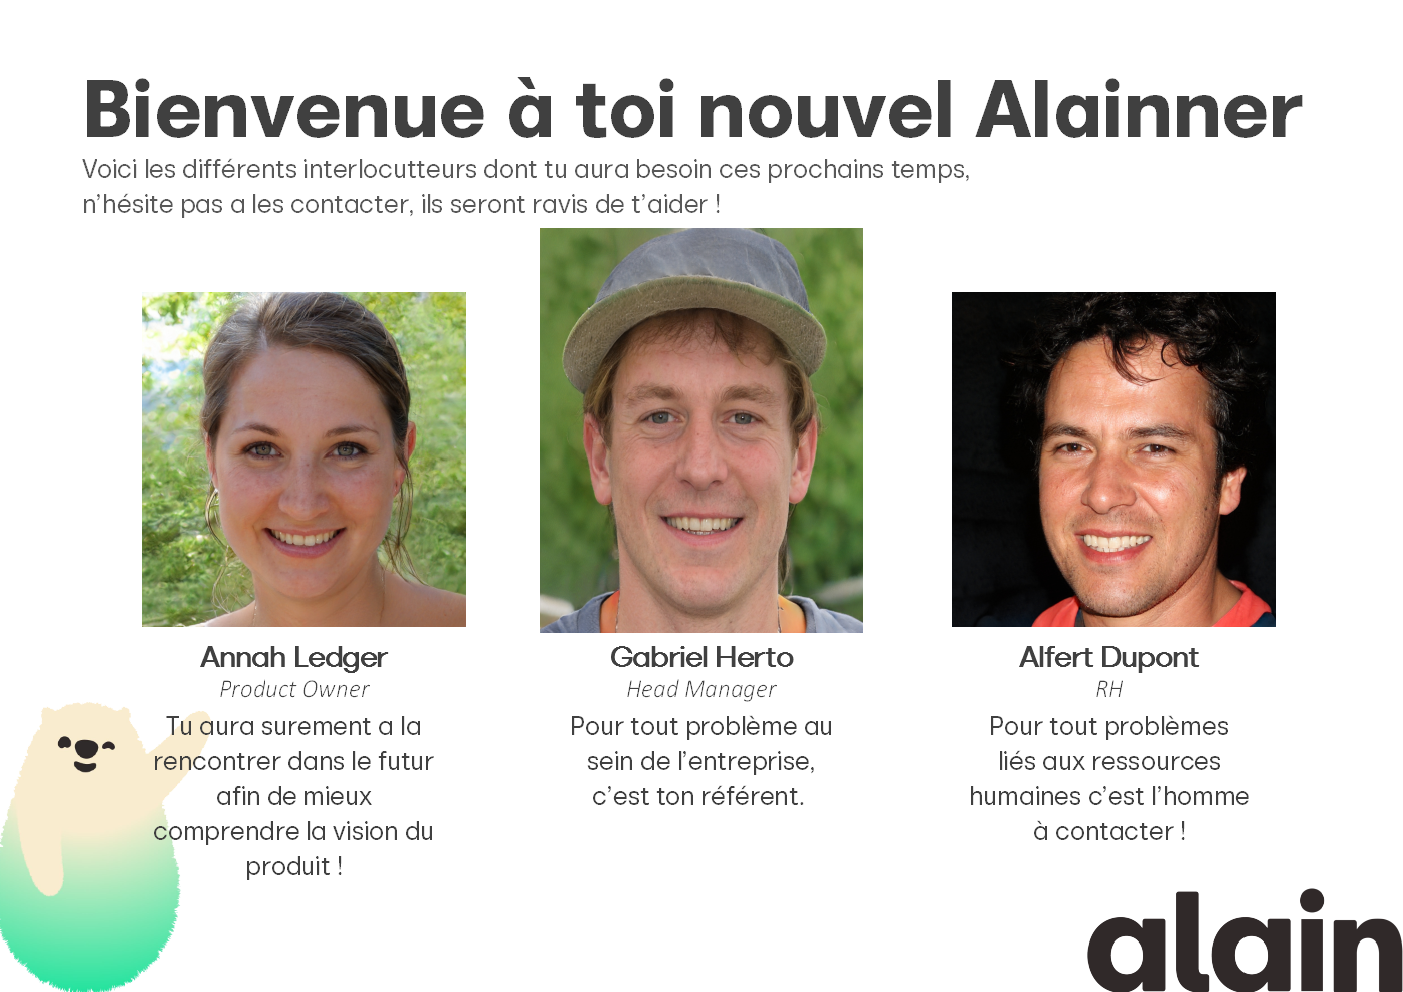 Bienvenue à toi nouvel Alainner
Voici les différents interlocutteurs dont tu aura besoin ces prochains temps,
n’hésite pas a les contacter, ils seront ravis de t’aider !
Annah Ledger
Product Owner
Tu aura surement a la
rencontrer dans le futur
afin de mieux
comprendre la vision du
produit !
Gabriel Herto
Head Manager
Pour tout problème au
sein de l’entreprise,
c’est ton référent.
Alfert Dupont
RH
Pour tout problèmes
liés aux ressources
humaines c’est l’homme
à contacter !
alain